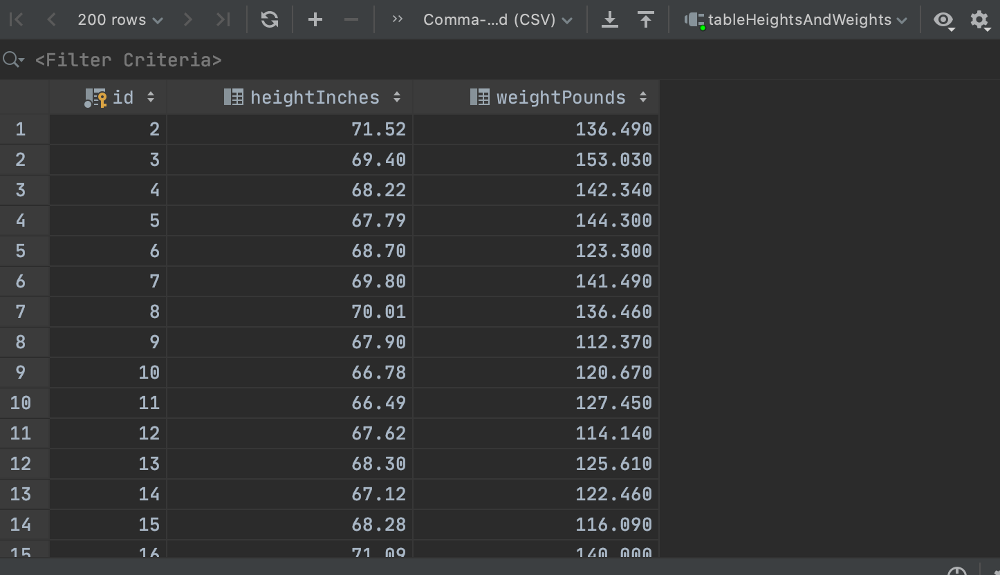 200 rows Comma-...d (CSV) tableHeightsAndWeights
<Filter Criteria>
id heightInches weightPounds
1 2 71.52 136.490
2 3 69.40 153.030
3 4 68.22 142.340
4 5 67.79 144.300
5 6 68.70 123.300
6 7 69.80 141.490
7 8 70.01 136.460
8 9 67.90 112.370
9 10 66.78 120.670
10 11 66.49 127.450
11 12 67.62 114.140
12 13 68.30 125.610
13 14 67.12 122.460
14 15 68.28 116.090
15 16 71.09 140.000